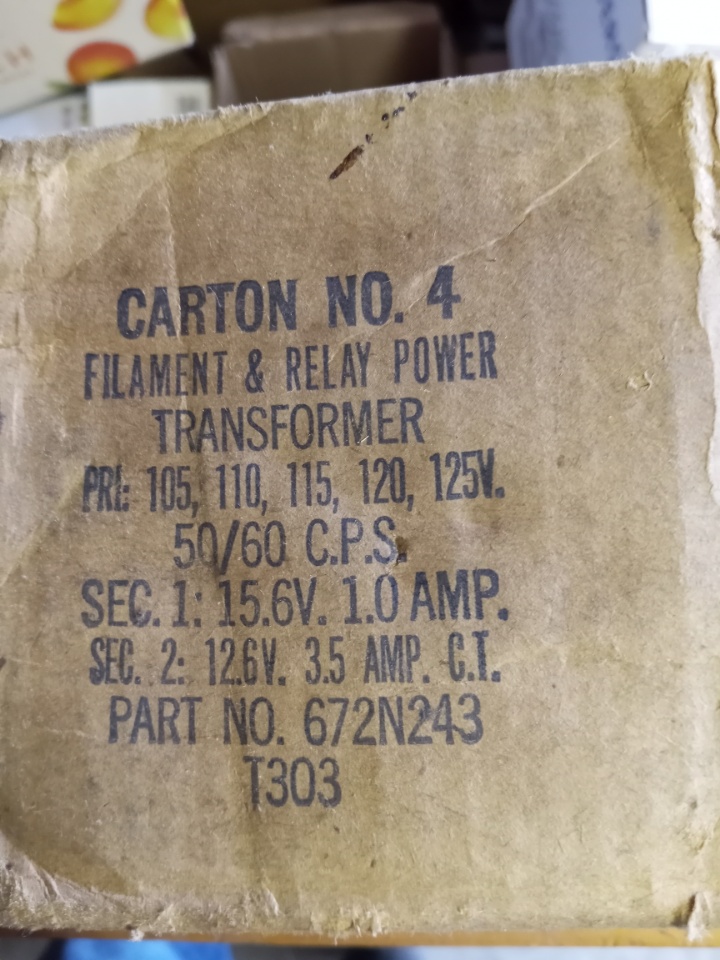 CARTON NO. 4
FILAMENT & RELAY POWER
TRANSFORMER
PRI: 105, 110, 115, 120, 125V.
50/60 C.P.S.
SEC. 1: 15.6V. 1.0 AMP.
SEC. 2: 12.6V. 3.5 AMP. C.T.
PART NO. 672N243
T303